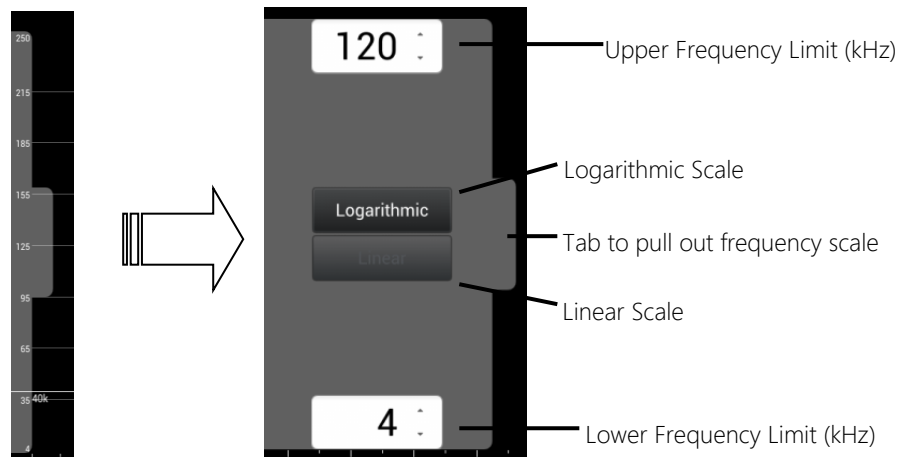 250
215
185
155
125
95
65
35 40k
4
120
Upper Frequency Limit (kHz)
Logarithmic Scale
Logarithmic
Tab to pull out frequency scale
Linear
Linear Scale
4
Lower Frequency Limit (kHz)